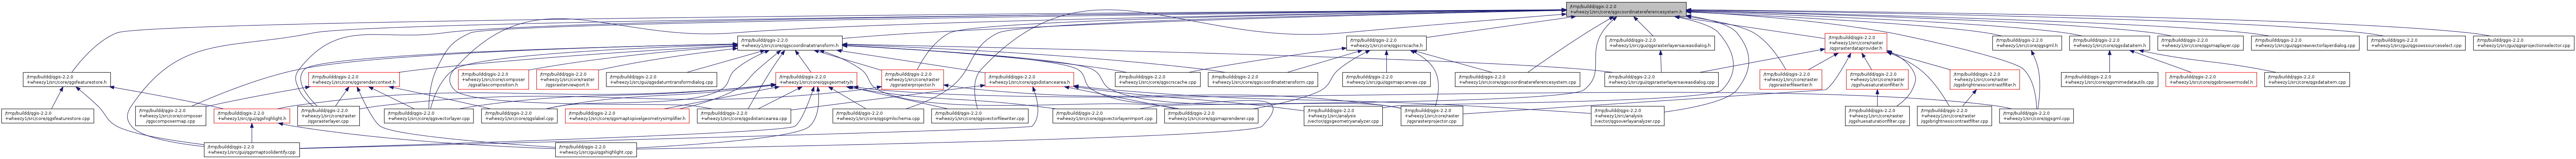 /tmp/buildd/qgis-2.2.0
+wheezy1/src/core/qgscoordinatereferencesystem.h
/tmp/buildd/qgis-2.2.0
+wheezy1/src/core/qgscoordinatetransform.h
/tmp/buildd/qgis-2.2.0
+wheezy1/src/core/qgscrscache.h
/tmp/buildd/qgis-2.2.0
+wheezy1/src/gui/qgsrasterlayersaveasdialog.h
/tmp/buildd/qgis-2.2.0
+wheezy1/src/core/raster
/qgsrasterdataprovider.h
/tmp/buildd/qgis-2.2.0
+wheezy1/src/core/qgsgml.h
/tmp/buildd/qgis-2.2.0
+wheezy1/src/core/qgsdataitem.h
/tmp/buildd/qgis-2.2.0
+wheezy1/src/core/qgsmaplayer.cpp
/tmp/buildd/qgis-2.2.0
+wheezy1/src/gui/qgsnewvectorlayerdialog.cpp
/tmp/buildd/qgis-2.2.0
+wheezy1/src/gui/qgsowssourceselect.cpp
/tmp/buildd/qgis-2.2.0
+wheezy1/src/gui/qgsprojectionselector.cpp
/tmp/buildd/qgis-2.2.0
+wheezy1/src/core/qgsfeaturestore.h
/tmp/buildd/qgis-2.2.0
+wheezy1/src/core/qgsrendercontext.h
/tmp/buildd/qgis-2.2.0
+wheezy1/src/core/composer
/qgsatlascomposition.h
/tmp/buildd/qgis-2.2.0
+wheezy1/src/core/raster
/qgsrasterviewport.h
/tmp/buildd/qgis-2.2.0
+wheezy1/src/gui/qgsdatumtransformdialog.cpp
/tmp/buildd/qgis-2.2.0
+wheezy1/src/core/qgsgeometry.h
/tmp/buildd/qgis-2.2.0
+wheezy1/src/core/raster
/qgsrasterprojector.h
/tmp/buildd/qgis-2.2.0
+wheezy1/src/core/qgsdistancearea.h
/tmp/buildd/qgis-2.2.0
+wheezy1/src/core/qgscrscache.cpp
/tmp/buildd/qgis-2.2.0
+wheezy1/src/core/qgscoordinatetransform.cpp
/tmp/buildd/qgis-2.2.0
+wheezy1/src/gui/qgsmapcanvas.cpp
/tmp/buildd/qgis-2.2.0
+wheezy1/src/core/qgscoordinatereferencesystem.cpp
/tmp/buildd/qgis-2.2.0
+wheezy1/src/gui/qgsrasterlayersaveasdialog.cpp
/tmp/buildd/qgis-2.2.0
+wheezy1/src/core/raster
/qgsrasterfilewriter.h
/tmp/buildd/qgis-2.2.0
+wheezy1/src/core/raster
/qgshuesaturationfilter.h
/tmp/buildd/qgis-2.2.0
+wheezy1/src/core/raster
/qgsbrightnesscontrastfilter.h
/tmp/buildd/qgis-2.2.0
+wheezy1/src/core/qgsmimedatautils.cpp
/tmp/buildd/qgis-2.2.0
+wheezy1/src/core/qgsbrowsermodel.h
/tmp/buildd/qgis-2.2.0
+wheezy1/src/core/qgsdataitem.cpp
/tmp/buildd/qgis-2.2.0
+wheezy1/src/core/qgsfeaturestore.cpp
/tmp/buildd/qgis-2.2.0
+wheezy1/src/core/composer
/qgscomposermap.cpp
/tmp/buildd/qgis-2.2.0
+wheezy1/src/gui/qgshighlight.h
/tmp/buildd/qgis-2.2.0
+wheezy1/src/core/raster
/qgsrasterlayer.cpp
/tmp/buildd/qgis-2.2.0
+wheezy1/src/core/qgsvectorlayer.cpp
/tmp/buildd/qgis-2.2.0
+wheezy1/src/core/qgslabel.cpp
/tmp/buildd/qgis-2.2.0
+wheezy1/src/core/qgsmaptopixelgeometrysimplifier.h
/tmp/buildd/qgis-2.2.0
+wheezy1/src/core/qgsdistancearea.cpp
/tmp/buildd/qgis-2.2.0
+wheezy1/src/core/qgsgmlschema.cpp
/tmp/buildd/qgis-2.2.0
+wheezy1/src/core/qgsvectorfilewriter.cpp
/tmp/buildd/qgis-2.2.0
+wheezy1/src/core/qgsvectorlayerimport.cpp
/tmp/buildd/qgis-2.2.0
+wheezy1/src/core/qgsmaprenderer.cpp
/tmp/buildd/qgis-2.2.0
+wheezy1/src/analysis
/vector/qgsgeometryanalyzer.cpp
/tmp/buildd/qgis-2.2.0
+wheezy1/src/core/raster
/qgsrasterprojector.cpp
/tmp/buildd/qgis-2.2.0
+wheezy1/src/analysis
/vector/qgsoverlayanalyzer.cpp
/tmp/buildd/qgis-2.2.0
+wheezy1/src/core/raster
/qgshuesaturationfilter.cpp
/tmp/buildd/qgis-2.2.0
+wheezy1/src/core/raster
/qgsbrightnesscontrastfilter.cpp
/tmp/buildd/qgis-2.2.0
+wheezy1/src/core/qgsgml.cpp
/tmp/buildd/qgis-2.2.0
+wheezy1/src/gui/qgsmaptoolidentify.cpp
/tmp/buildd/qgis-2.2.0
+wheezy1/src/gui/qgshighlight.cpp